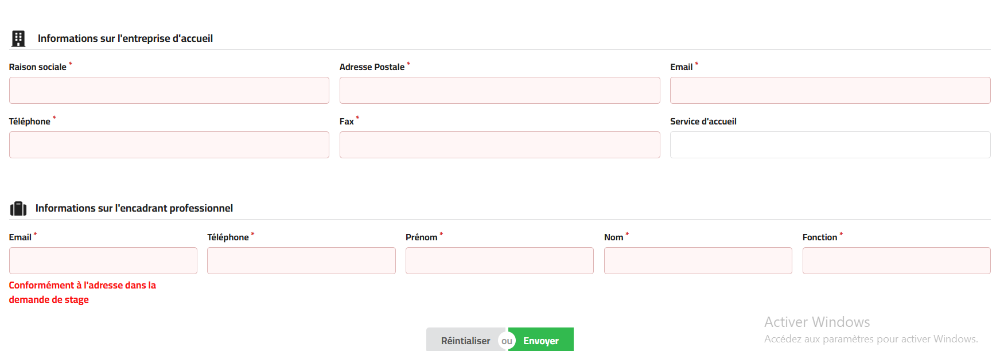 Informations sur l'entreprise d'accueil
Raison sociale *
Adresse Postale *
Email *
Téléphone *
Fax *
Service d'accueil
Informations sur l'encadrant professionnel
Email *
Téléphone *
Prénom *
Nom *
Fonction *
Conformément à l'adresse dans la
demande de stage
Réintialiser ou Envoyer
Activer Windows
Accédez aux paramètres pour activer Windows.